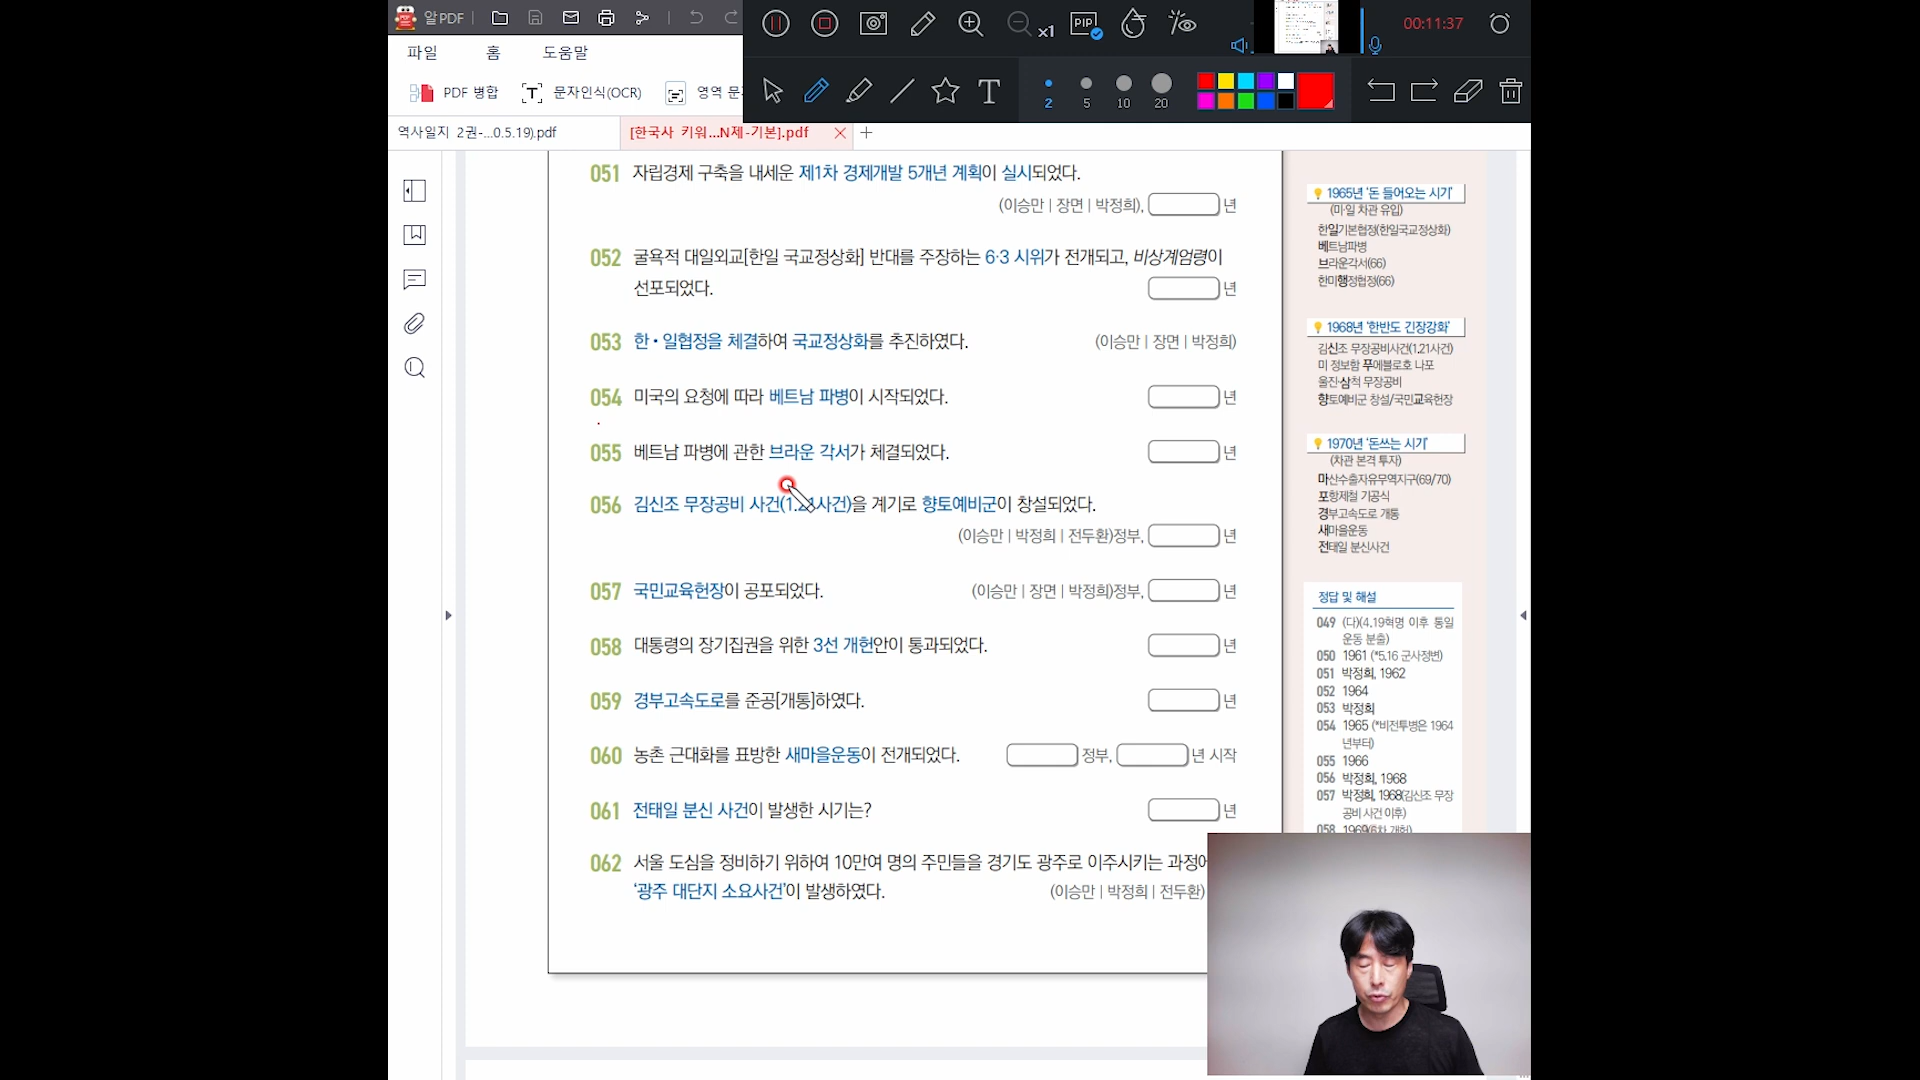 알PDF
x1
PIP
00:11:37
파일
홈
도움말
PDF 병합
문자인식(OCR)
영역 문
T
2
5
10
20
역사일지 2권-...0.5.19).pdf
[한국사 키워...N제-기본].pdf
051 자립경제 구축을 내세운 제1차 경제개발 5개년 계획이 실시되었다.
(이승만 | 장면 | 박정희), 년
052 굴욕적 대일외교[한일 국교정상화] 반대를 주장하는 6·3 시위가 전개되고, 비상계엄령이
선포되었다. 년
053 한·일협정을 체결하여 국교정상화를 추진하였다. (이승만 | 장면 | 박정희)
054 미국의 요청에 따라 베트남 파병이 시작되었다. 년
055 베트남 파병에 관한 브라운 각서가 체결되었다. 년
056 김신조 무장공비 사건(1.21사건)을 계기로 향토예비군이 창설되었다.
(이승만 | 박정희 | 전두환)정부, 년
057 국민교육헌장이 공포되었다. (이승만 | 장면 | 박정희)정부, 년
058 대통령의 장기집권을 위한 3선 개헌안이 통과되었다. 년
059 경부고속도로를 준공[개통]하였다. 년
060 농촌 근대화를 표방한 새마을운동이 전개되었다. 정부, 년 시작
061 전태일 분신 사건이 발생한 시기는? 년
062 서울 도심을 정비하기 위하여 10만여 명의 주민들을 경기도 광주로 이주시키는 과정에
'광주 대단지 소요사건'이 발생하였다. (이승만 | 박정희 | 전두환)
1965년 '돈 들어오는 시기'
(미·일 차관 유입)
한일기본협정(한일국교정상화)
베트남파병
브라운각서(66)
한미행정협정(66)
1968년 '한반도 긴장강화'
김신조 무장공비사건(1.21사건)
미 정보함 푸에블로호 나포
울진·삼척 무장공비
향토예비군 창설/국민교육헌장
1970년 '돈쓰는 시기'
(차관 본격 투자)
마산수출자유무역지구(69/70)
포항제철 기공식
경부고속도로 개통
새마을운동
전태일 분신사건
정답 및 해설
049 (다)(4.19혁명 이후 통일
운동 분출)
050 1961 (*5.16 군사정변)
051 박정희, 1962
052 1964
053 박정희
054 1965 (*비전투병은 1964
년부터)
055 1966
056 박정희, 1968
057 박정희, 1968(김신조 무장
공비 사건 이후)
058 1969(6차 개헌)